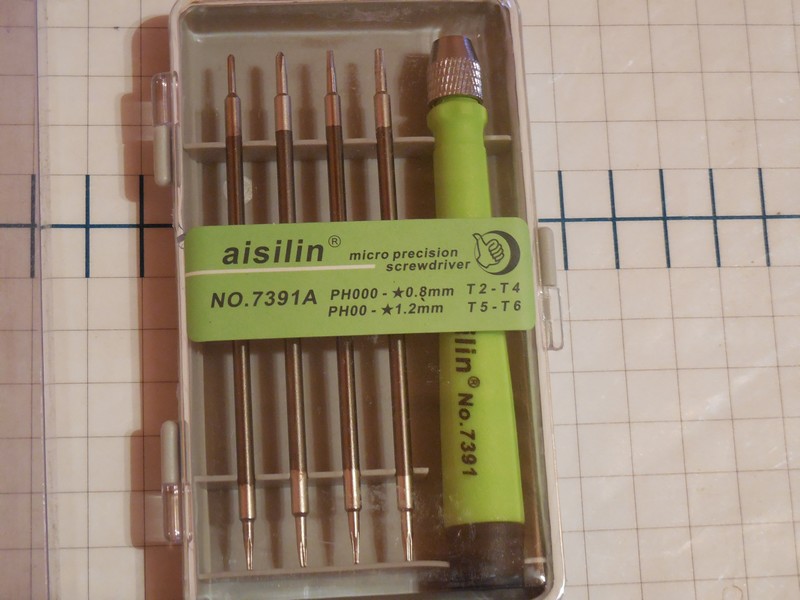 aisilin®
micro precision
screwdriver
NO.7391A
PH000 - ★0.8mm T2-T4
PH00 - ★1.2mm T5-T6
ilin® No.7391